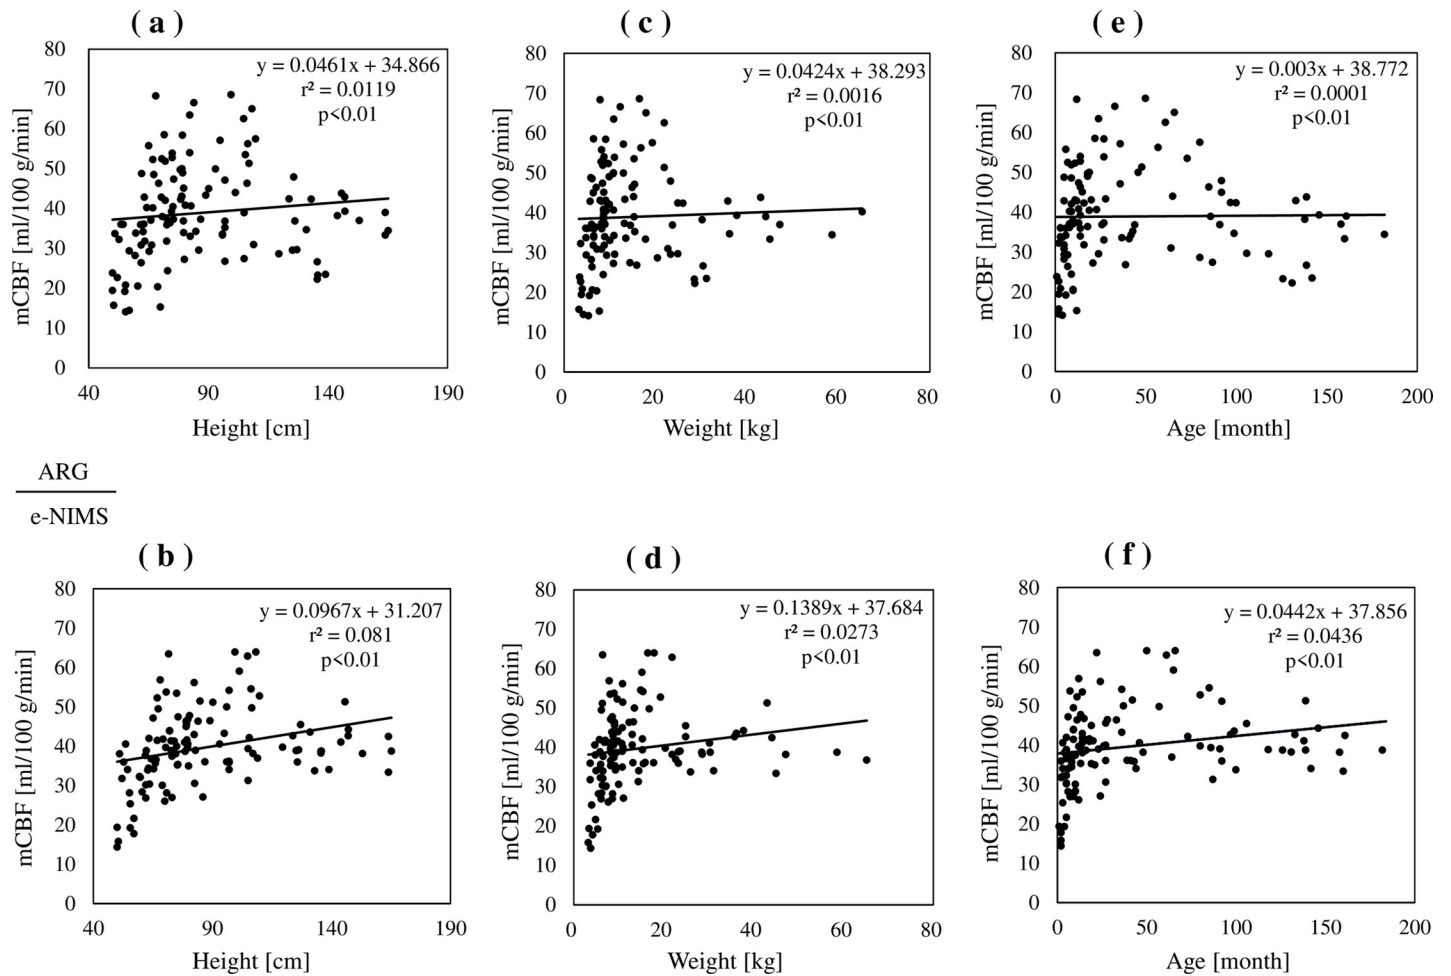 ( a )
y = 0.0461x + 34.866
r² = 0.0119
p<0.01
mCBF [ml/100 g/min]
80
70
60
50
40
30
20
10
0
40 90 140 190
Height [cm]
( c )
y = 0.0424x + 38.293
r² = 0.0016
p<0.01
mCBF [ml/100 g/min]
80
70
60
50
40
30
20
10
0
0 20 40 60 80
Weight [kg]
( e )
y = 0.003x + 38.772
r² = 0.0001
p<0.01
mCBF [ml/100 g/min]
80
70
60
50
40
30
20
10
0
0 50 100 150 200
Age [month]
ARG
e-NIMS
( b )
y = 0.0967x + 31.207
r² = 0.081
p<0.01
mCBF [ml/100 g/min]
80
70
60
50
40
30
20
10
0
40 90 140 190
Height [cm]
( d )
y = 0.1389x + 37.684
r² = 0.0273
p<0.01
mCBF [ml/100 g/min]
80
70
60
50
40
30
20
10
0
0 20 40 60 80
Weight [kg]
( f )
y = 0.0442x + 37.856
r² = 0.0436
p<0.01
mCBF [ml/100 g/min]
80
70
60
50
40
30
20
10
0
0 50 100 150 200
Age [month]